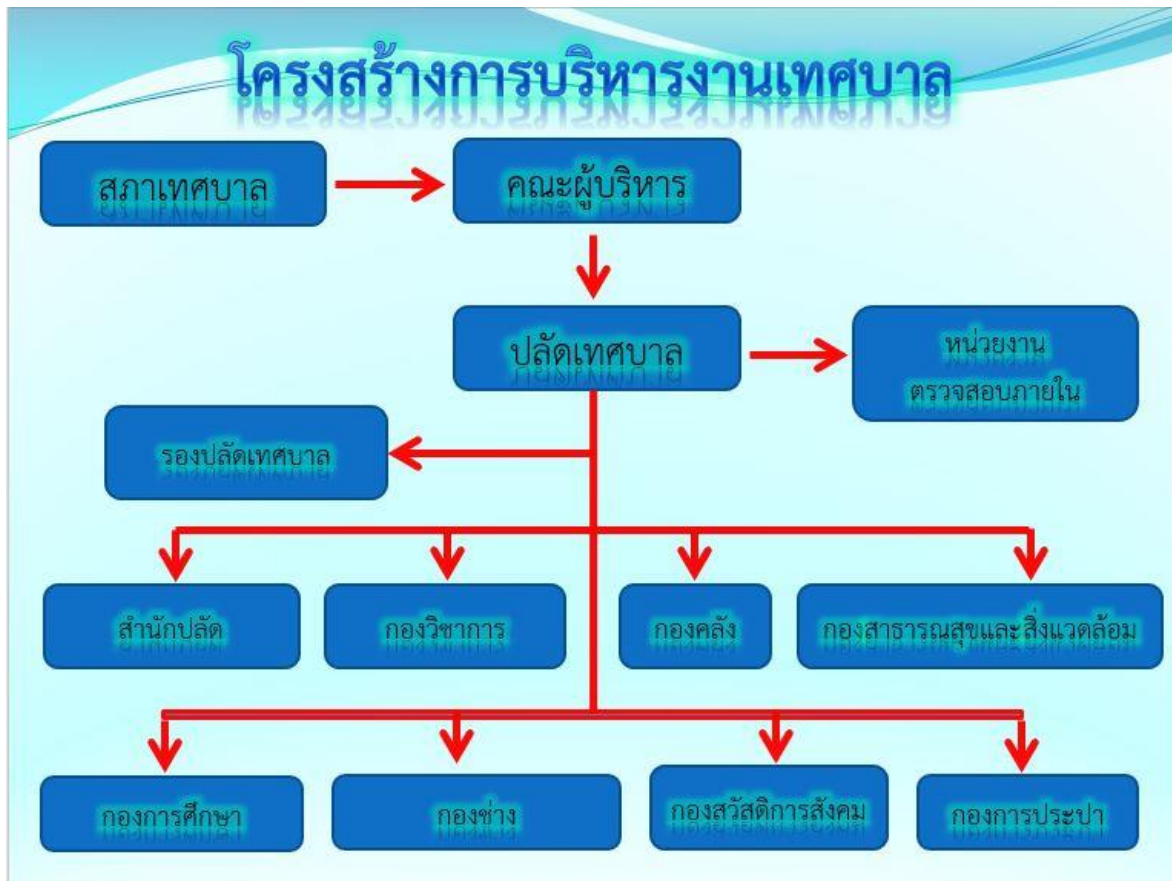 โครงสร้างการบริหารงานเทศบาล
สภาเทศบาล
คณะผู้บริหาร
ปลัดเทศบาล
หน่วยงาน
ตรวจสอบภายใน
รองปลัดเทศบาล
สำนักปลัด
กองวิชาการ
กองคลัง
กองสาธารณสุขและสิ่งแวดล้อม
กองการศึกษา
กองช่าง
กองสวัสดิการสังคม
กองการประปา